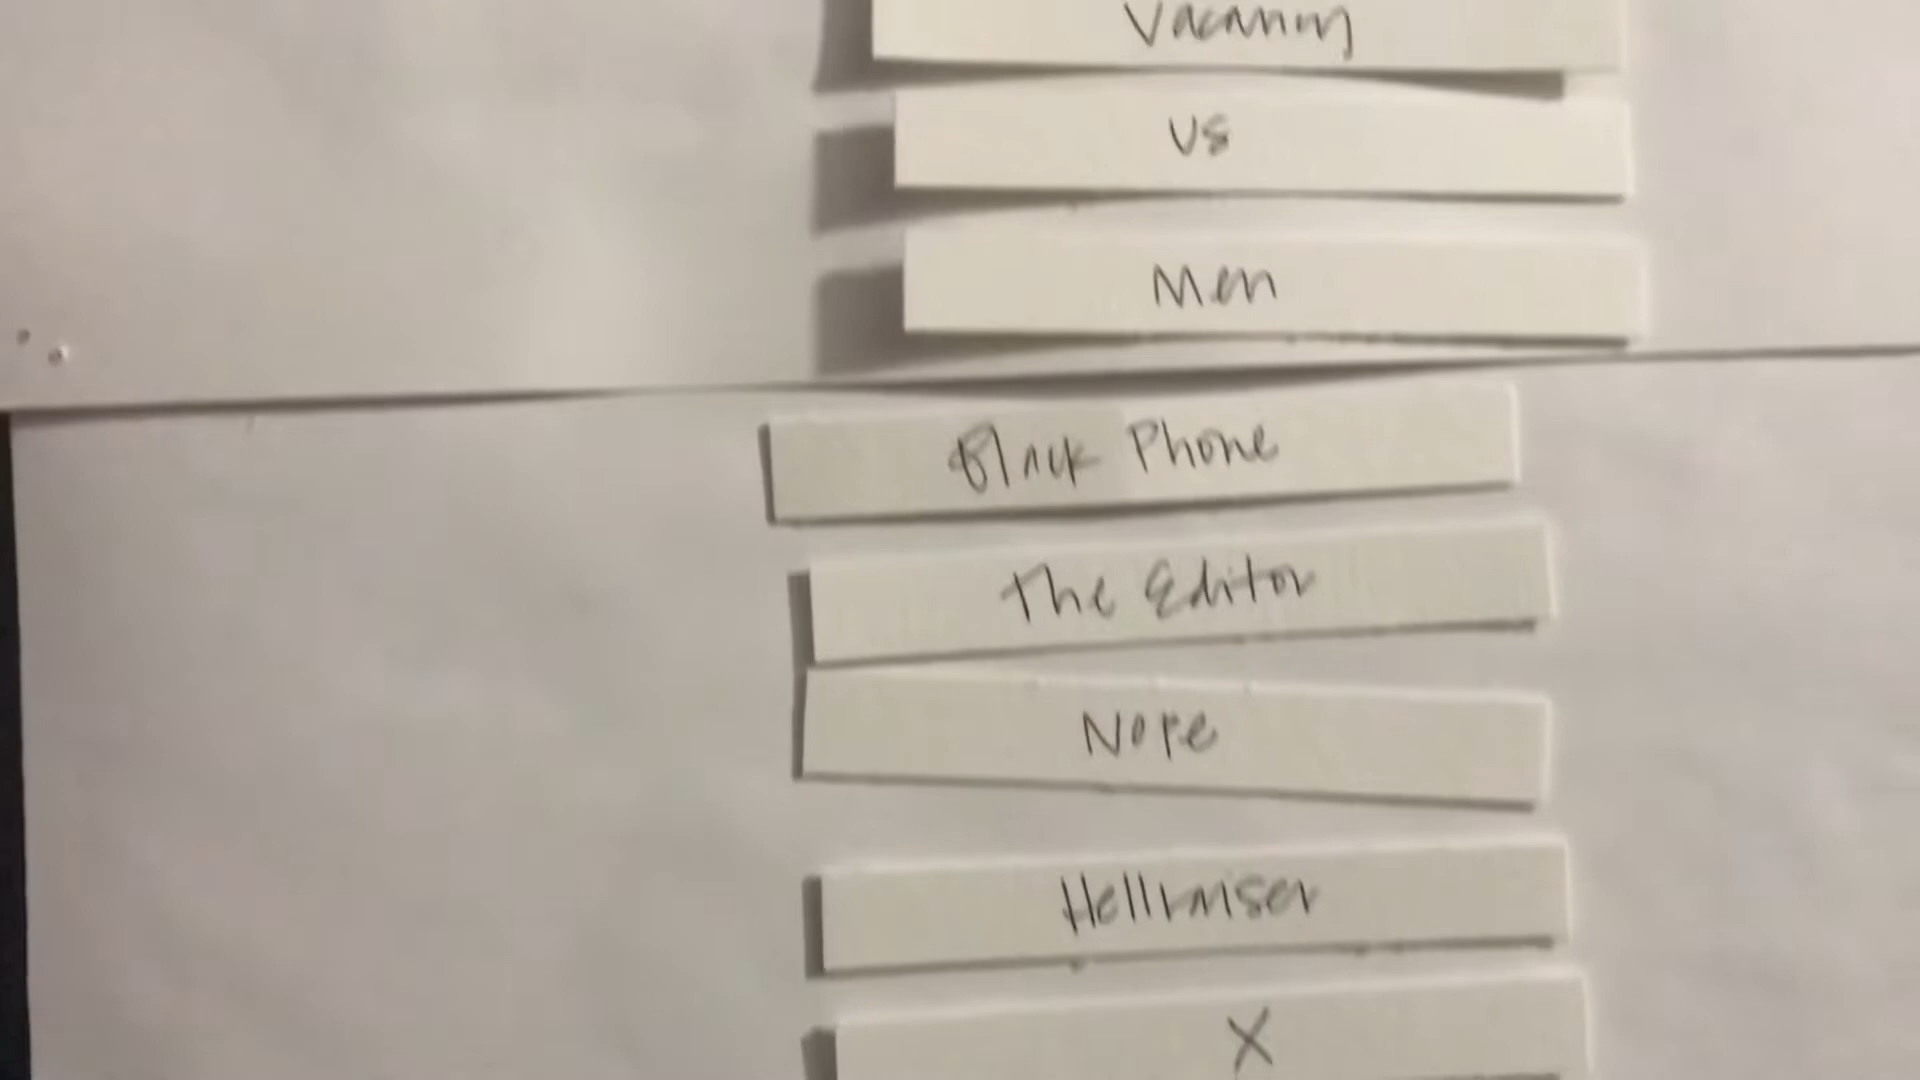 Vacancy
Us
Men
Black Phone
The Editor
Nope
Hellraiser
X